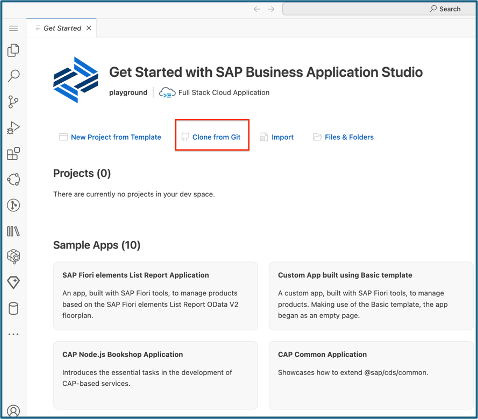 Search
Get Started
Get Started with SAP Business Application Studio
playground Full Stack Cloud Application
New Project from Template Clone from Git Import Files & Folders
Projects (0)
There are currently no projects in your dev space.
Sample Apps (10)
SAP Fiori elements List Report Application
An app, built with SAP Fiori tools, to manage products
based on the SAP Fiori elements List Report OData V2
floorplan.
Custom App built using Basic template
A custom app, built with SAP Fiori tools, to manage
products. Making use of the Basic template, the app
began as an empty page.
CAP Node.js Bookshop Application
Introduces the essential tasks in the development of
CAP-based services.
CAP Common Application
Showcases how to extend @sap/cds/common.